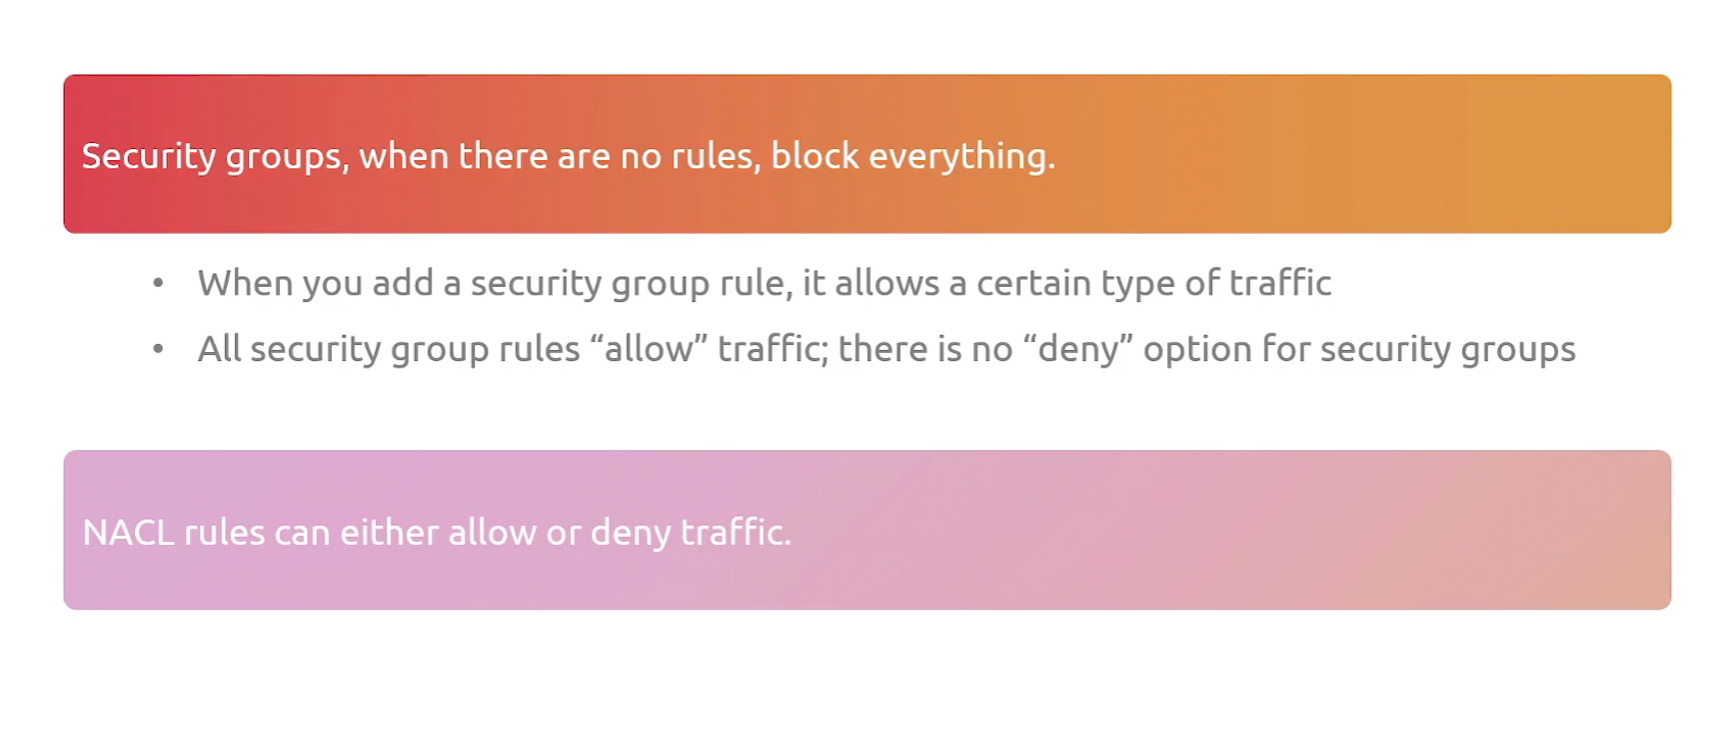 Security groups, when there are no rules, block everything.
• When you add a security group rule, it allows a certain type of traffic
• All security group rules “allow” traffic; there is no “deny” option for security groups
NACL rules can either allow or deny traffic.